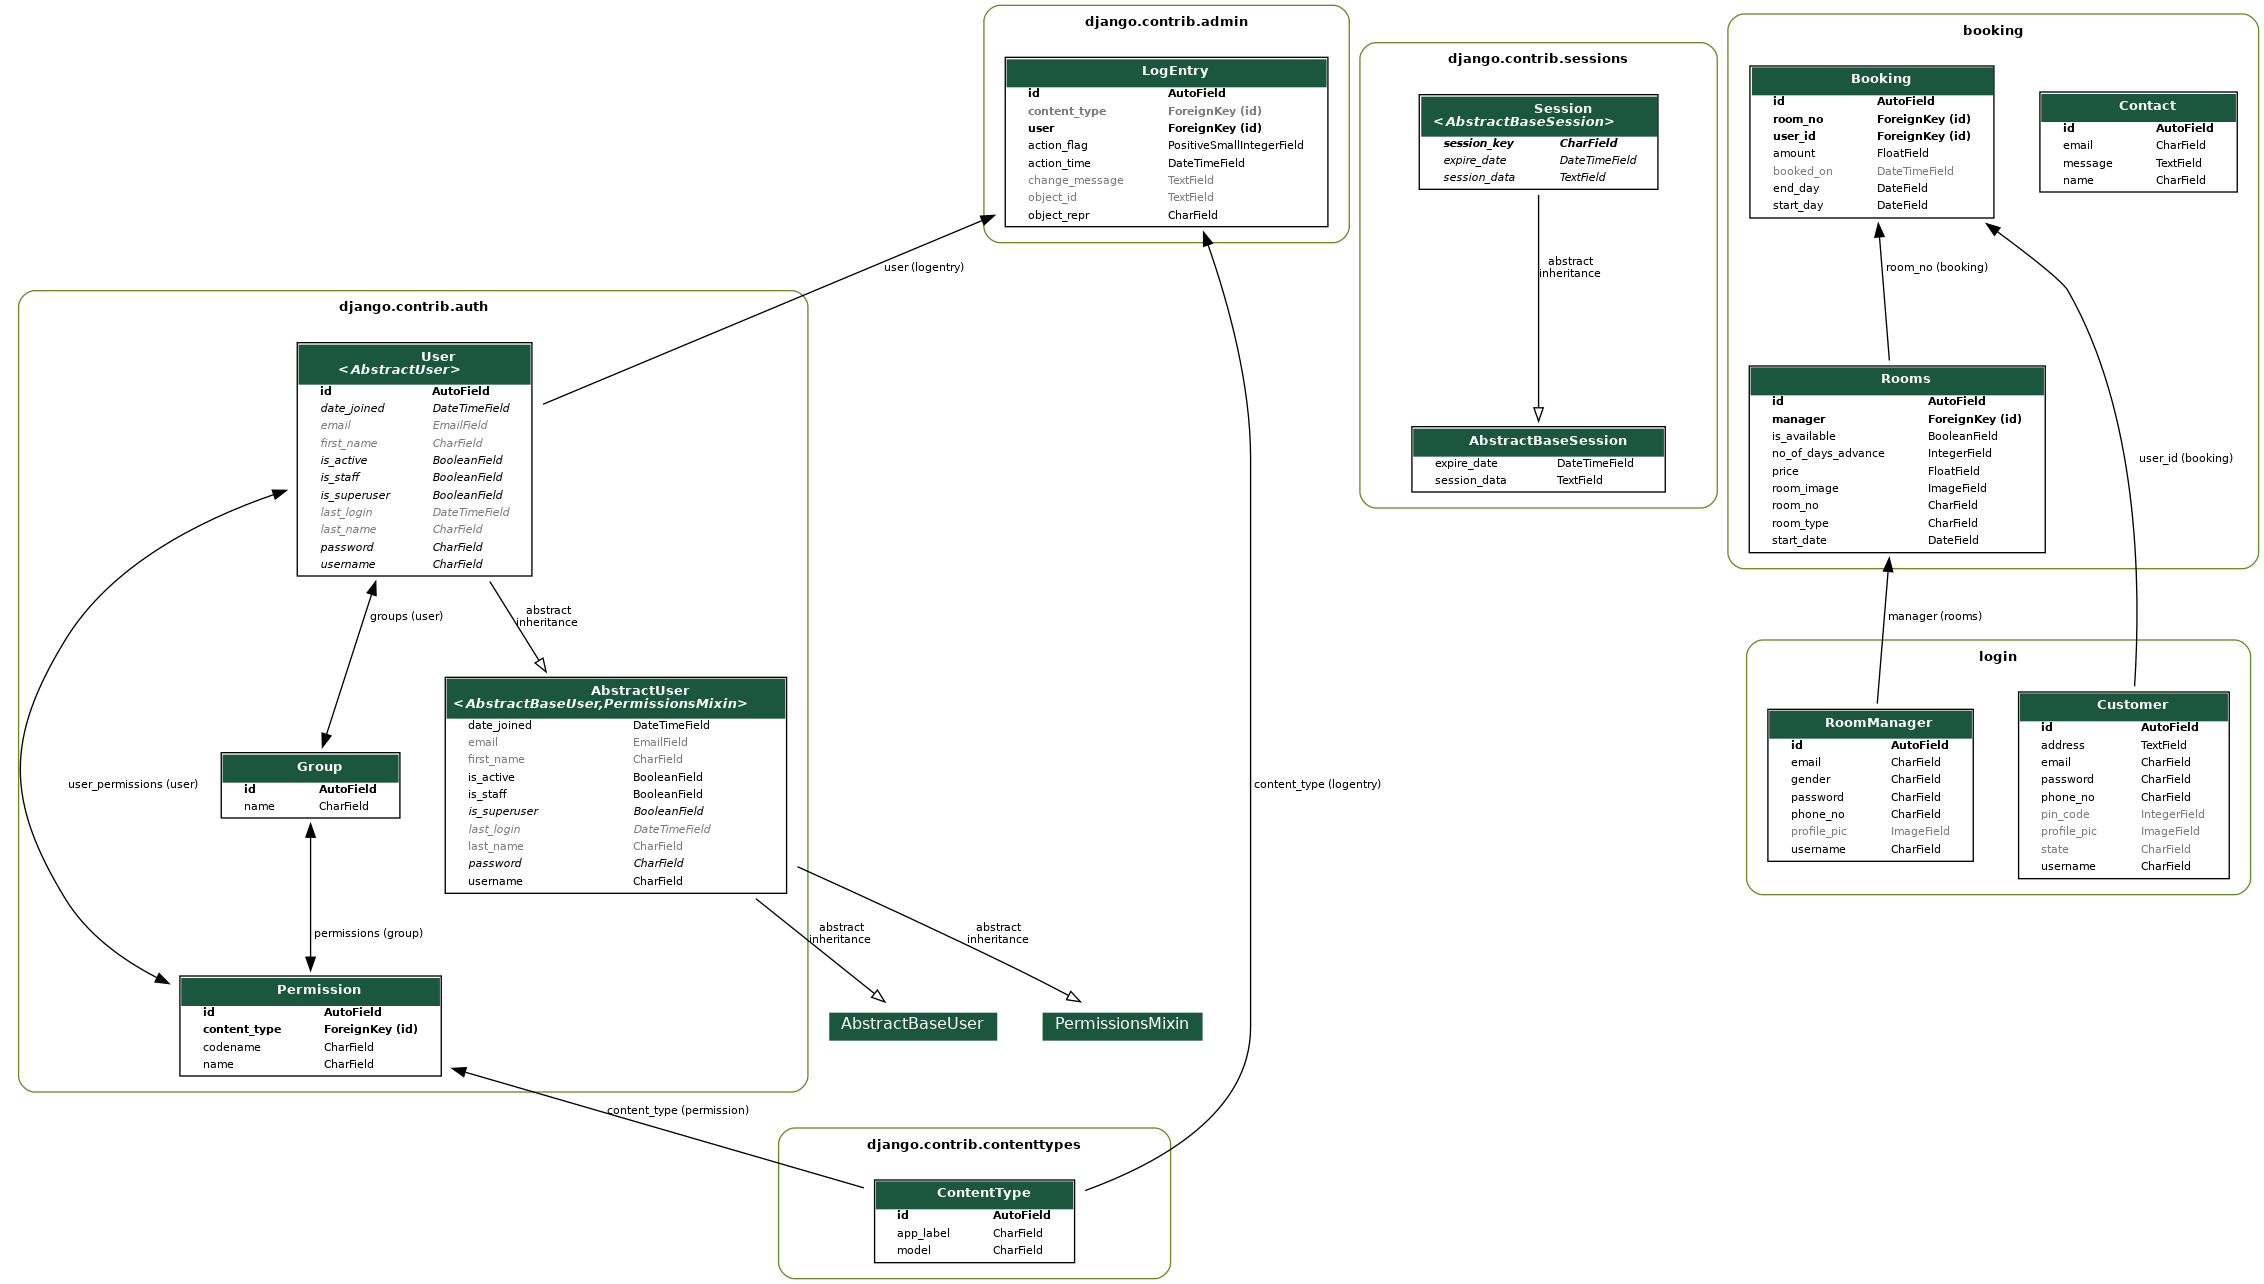 django.contrib.admin
LogEntry
id AutoField
content_type ForeignKey (id)
user ForeignKey (id)
action_flag PositiveSmallIntegerField
action_time DateTimeField
change_message TextField
object_id TextField
object_repr CharField
django.contrib.sessions
Session
<AbstractBaseSession>
session_key CharField
expire_date DateTimeField
session_data TextField
abstract
inheritance
AbstractBaseSession
expire_date DateTimeField
session_data TextField
booking
Booking
id AutoField
room_no ForeignKey (id)
user_id ForeignKey (id)
amount FloatField
booked_on DateTimeField
end_day DateField
start_day DateField
Contact
id AutoField
email CharField
message TextField
name CharField
room_no (booking)
Rooms
id AutoField
manager ForeignKey (id)
is_available BooleanField
no_of_days_advance IntegerField
price FloatField
room_image ImageField
room_no CharField
room_type CharField
start_date DateField
user_id (booking)
manager (rooms)
login
RoomManager
id AutoField
email CharField
gender CharField
password CharField
phone_no CharField
profile_pic ImageField
username CharField
Customer
id AutoField
address TextField
email CharField
password CharField
phone_no CharField
pin_code IntegerField
profile_pic ImageField
state CharField
username CharField
user (logentry)
django.contrib.auth
User
<AbstractUser>
id AutoField
date_joined DateTimeField
email EmailField
first_name CharField
is_active BooleanField
is_staff BooleanField
is_superuser BooleanField
last_login DateTimeField
last_name CharField
password CharField
username CharField
groups (user)
abstract
inheritance
AbstractUser
<AbstractBaseUser,PermissionsMixin>
date_joined DateTimeField
email EmailField
first_name CharField
is_active BooleanField
is_staff BooleanField
is_superuser BooleanField
last_login DateTimeField
last_name CharField
password CharField
username CharField
user_permissions (user)
Group
id AutoField
name CharField
permissions (group)
Permission
id AutoField
content_type ForeignKey (id)
codename CharField
name CharField
abstract
inheritance
abstract
inheritance
AbstractBaseUser
PermissionsMixin
content_type (logentry)
content_type (permission)
django.contrib.contenttypes
ContentType
id AutoField
app_label CharField
model CharField